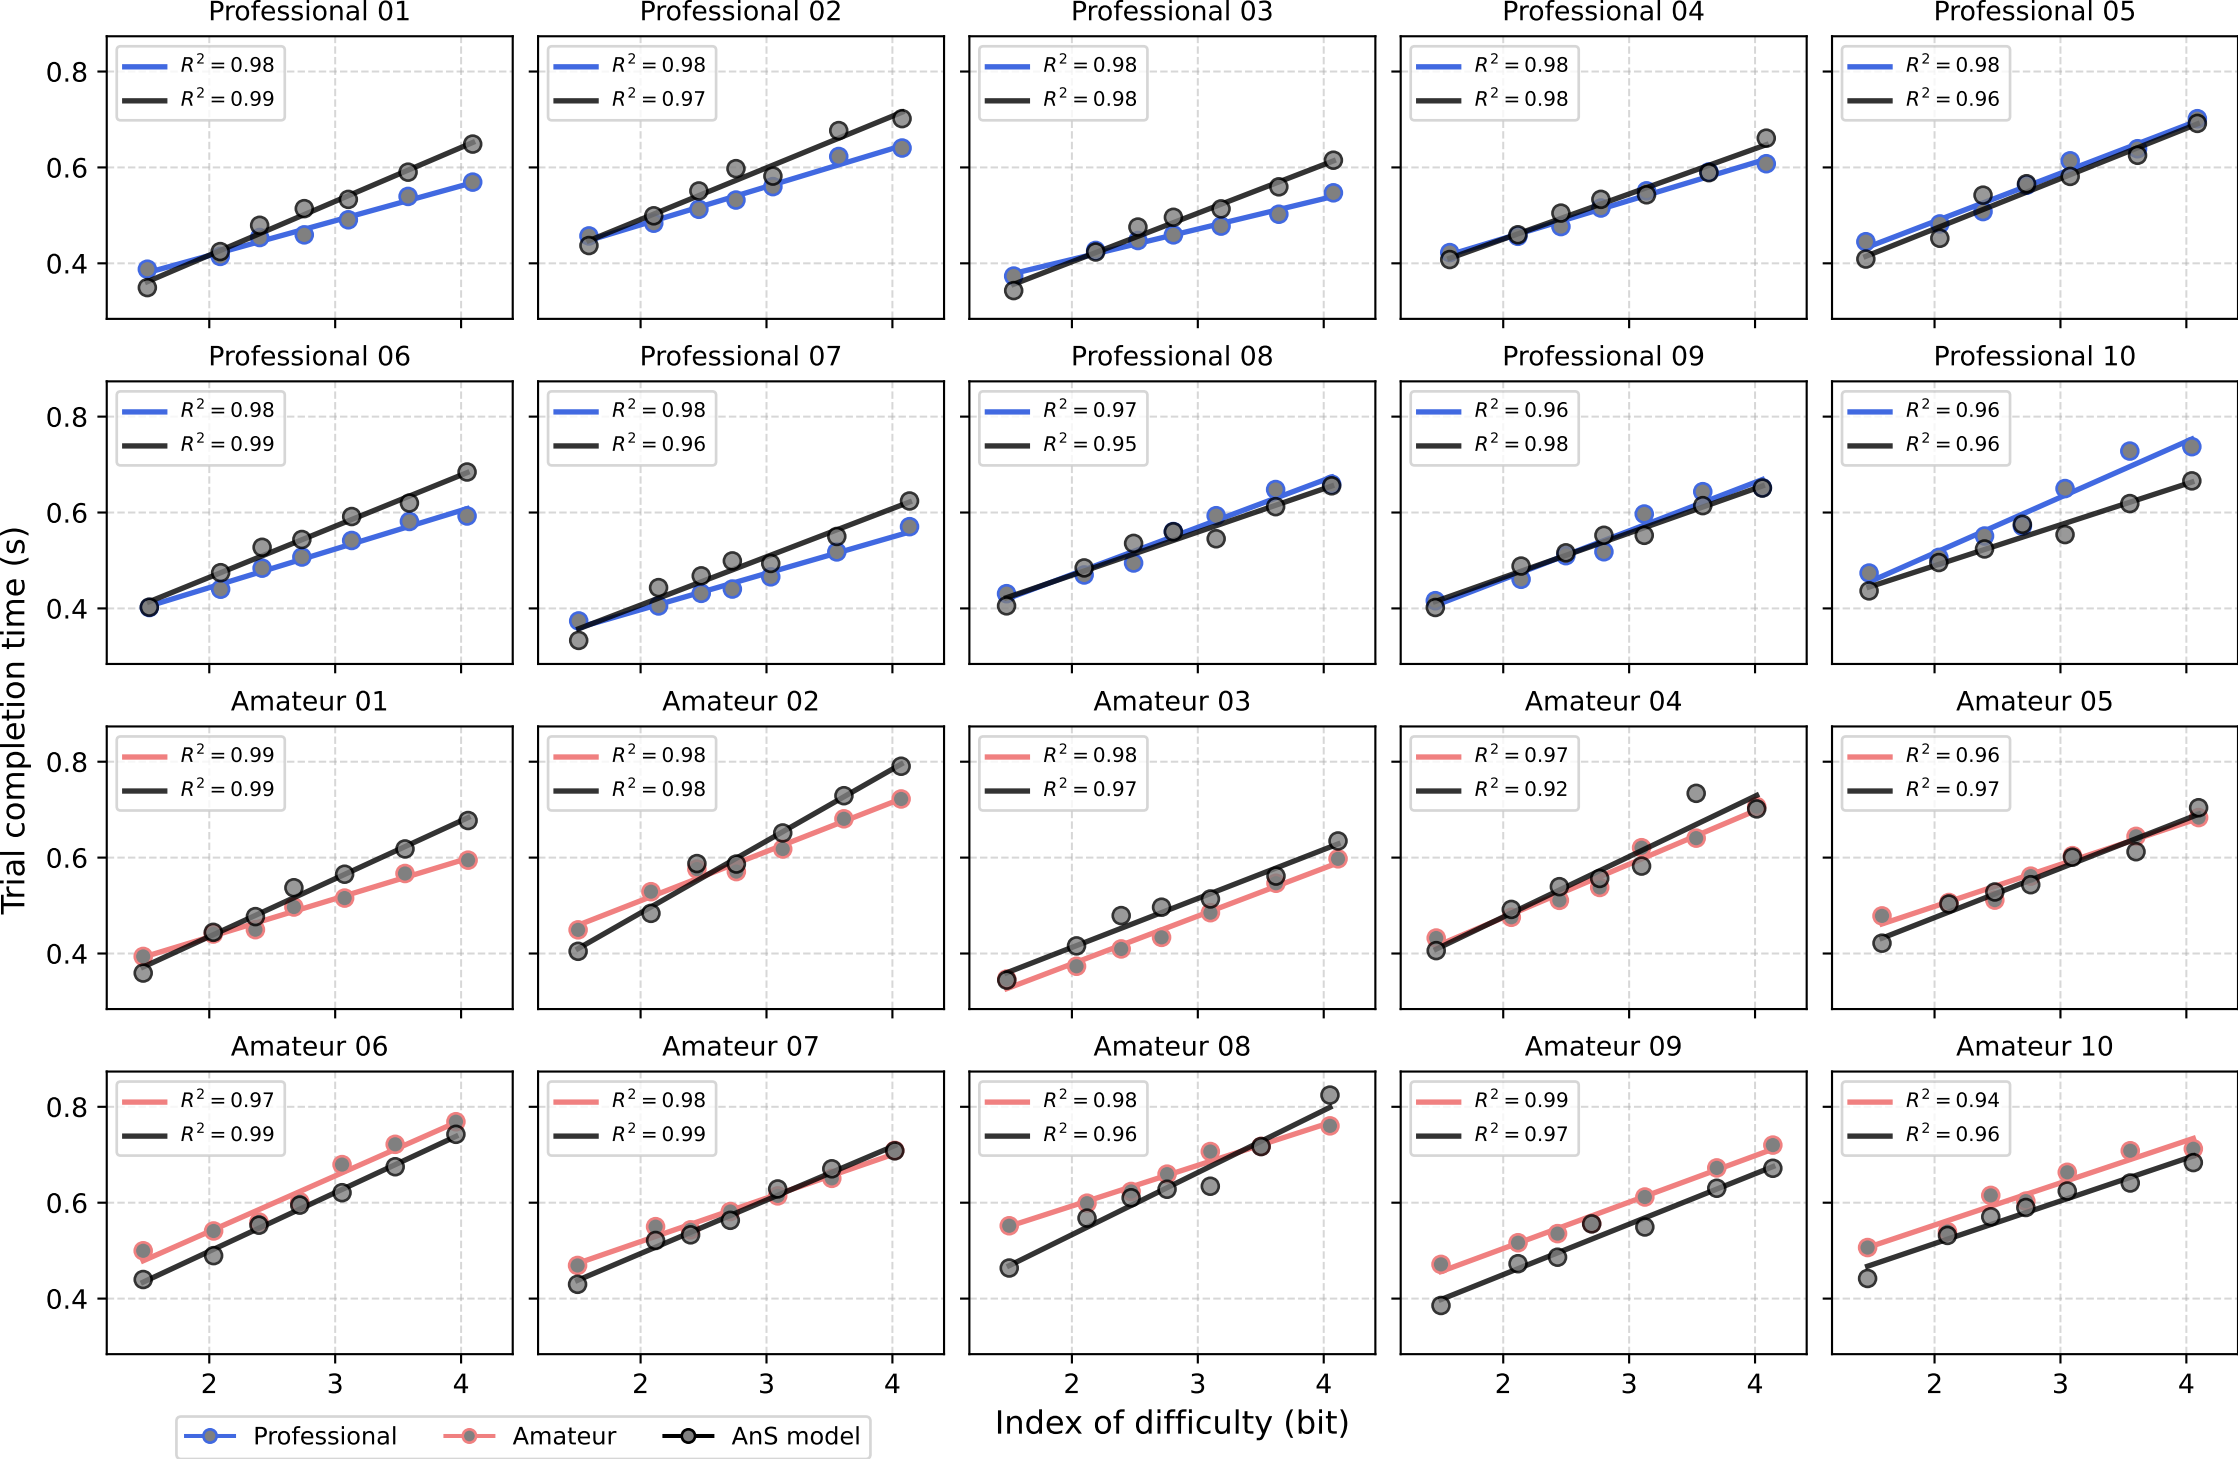 Professional 01
Professional 02
Professional 03
Professional 04
Professional 05
R² = 0.98
R² = 0.99
R² = 0.98
R² = 0.97
R² = 0.98
R² = 0.98
R² = 0.98
R² = 0.98
R² = 0.98
R² = 0.96
0.8
0.6
0.4
Professional 06
Professional 07
Professional 08
Professional 09
Professional 10
R² = 0.98
R² = 0.99
R² = 0.98
R² = 0.96
R² = 0.97
R² = 0.95
R² = 0.96
R² = 0.98
R² = 0.96
R² = 0.96
0.8
0.6
0.4
Trial completion time (s)
Amateur 01
Amateur 02
Amateur 03
Amateur 04
Amateur 05
R² = 0.99
R² = 0.99
R² = 0.98
R² = 0.98
R² = 0.98
R² = 0.97
R² = 0.97
R² = 0.92
R² = 0.96
R² = 0.97
0.8
0.6
0.4
Amateur 06
Amateur 07
Amateur 08
Amateur 09
Amateur 10
R² = 0.97
R² = 0.99
R² = 0.98
R² = 0.99
R² = 0.98
R² = 0.96
R² = 0.99
R² = 0.97
R² = 0.94
R² = 0.96
0.8
0.6
0.4
2 3 4
2 3 4
2 3 4
2 3 4
2 3 4
Index of difficulty (bit)
Professional
Amateur
AnS model